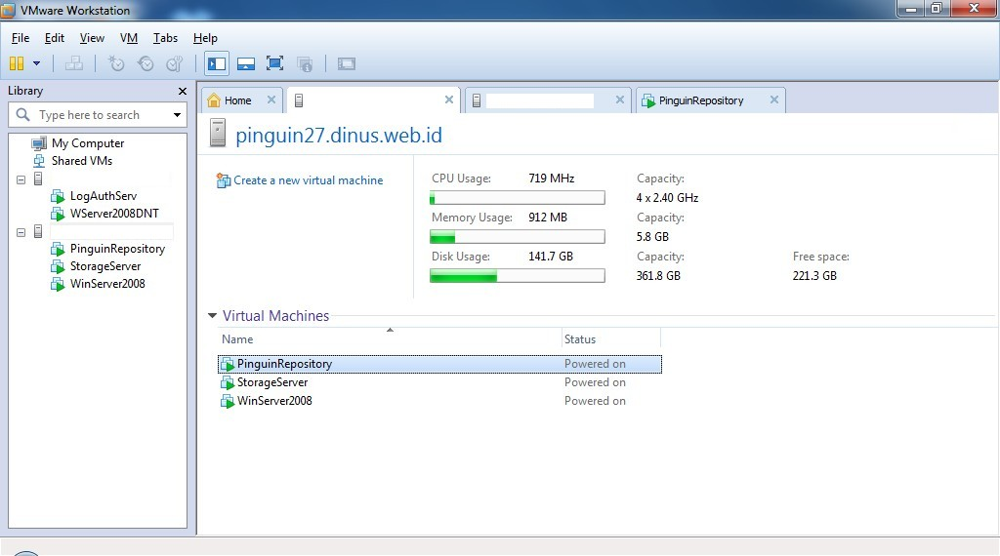 VMware Workstation
File Edit View VM Tabs Help
Library
Type here to search
My Computer
Shared VMs
LogAuthServ
WServer2008DNT
PinguinRepository
StorageServer
WinServer2008
Home
PinguinRepository
pinguin27.dinus.web.id
Create a new virtual machine
CPU Usage: 719 MHz Capacity:
4 x 2.40 GHz
Memory Usage: 912 MB Capacity:
5.8 GB
Disk Usage: 141.7 GB Capacity: Free space:
361.8 GB 221.3 GB
Virtual Machines
Name Status
PinguinRepository Powered on
StorageServer Powered on
WinServer2008 Powered on